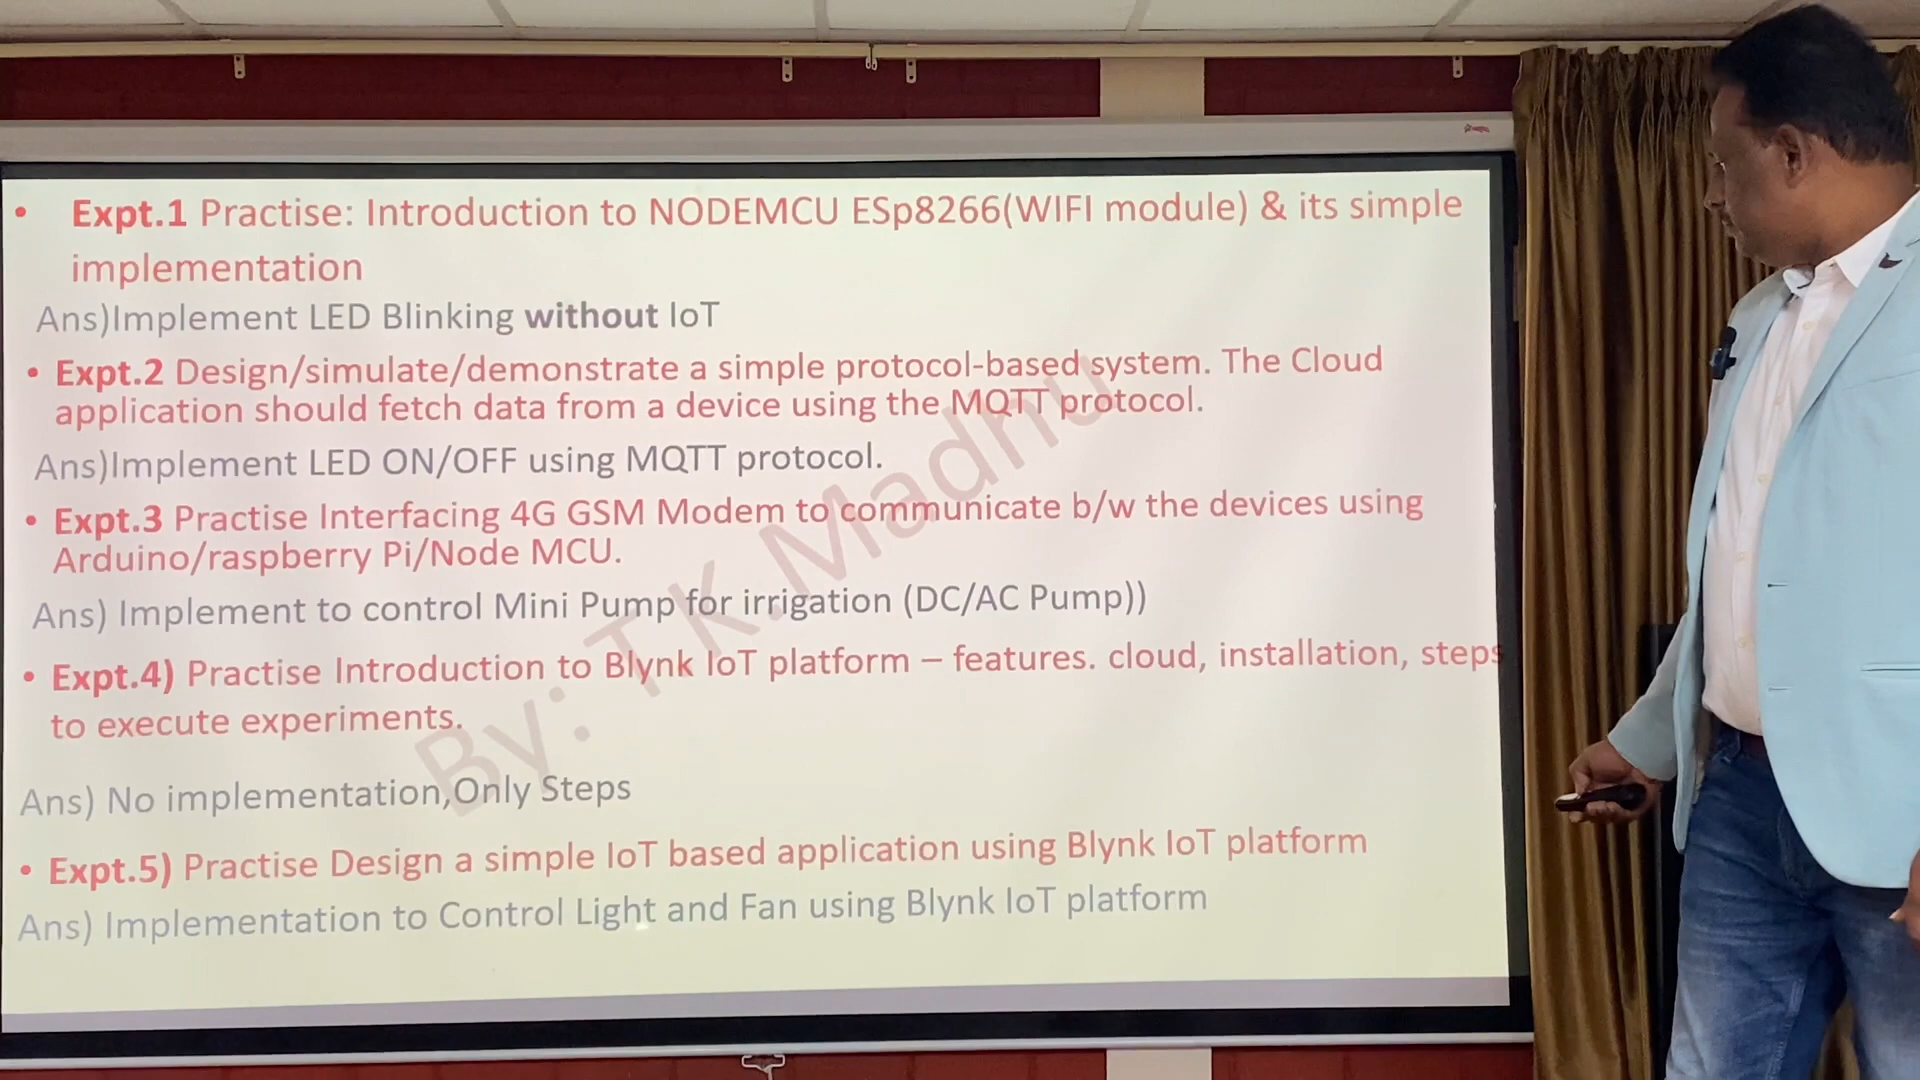 • Expt.1 Practise: Introduction to NODEMCU ESp8266(WIFI module) & its simple
implementation
Ans)Implement LED Blinking without IoT
• Expt.2 Design/simulate/demonstrate a simple protocol-based system. The Cloud
application should fetch data from a device using the MQTT protocol.
Ans)Implement LED ON/OFF using MQTT protocol.
• Expt.3 Practise Interfacing 4G GSM Modem to communicate b/w the devices using
Arduino/raspberry Pi/Node MCU.
Ans) Implement to control Mini Pump for irrigation (DC/AC Pump))
• Expt.4) Practise Introduction to Blynk IoT platform – features. cloud, installation, steps
to execute experiments.
Ans) No implementation,Only Steps
• Expt.5) Practise Design a simple IoT based application using Blynk IoT platform
Ans) Implementation to Control Light and Fan using Blynk IoT platform
By: T.K.Madhu